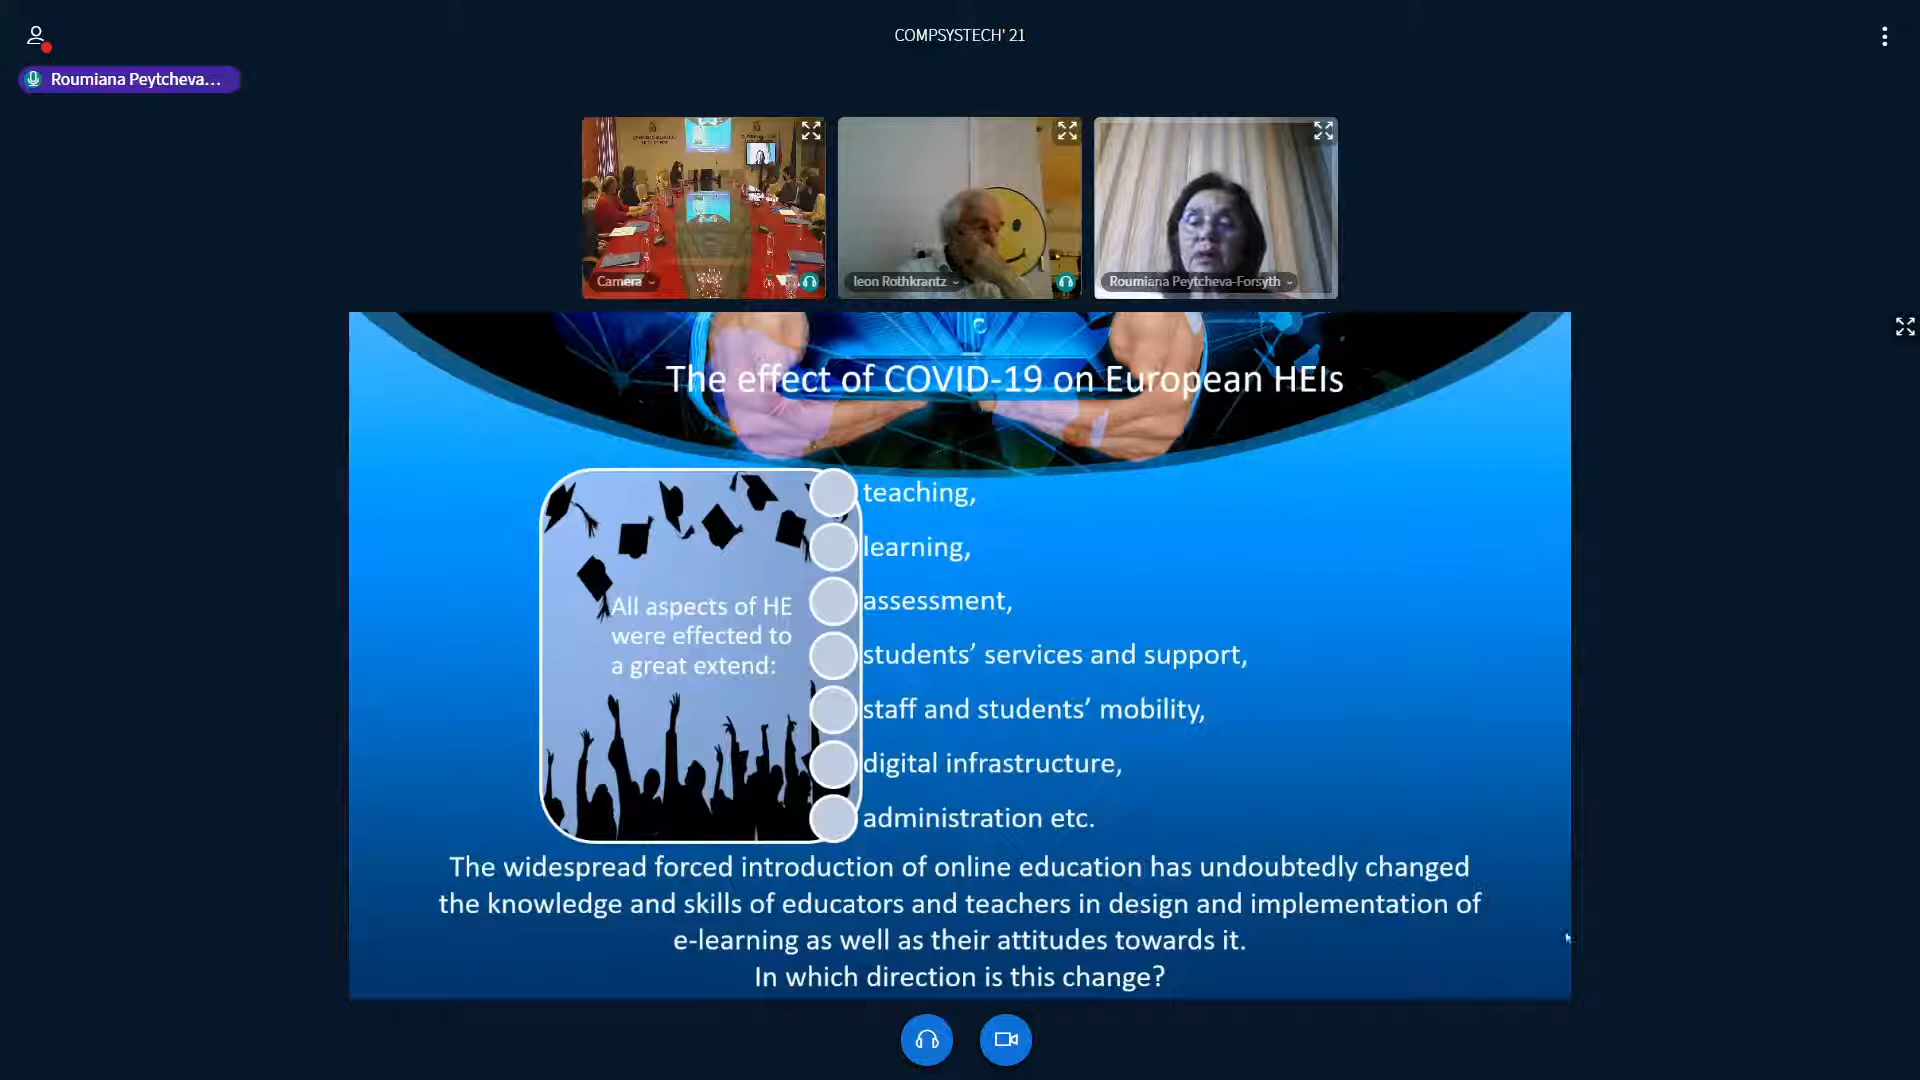 COMPSYSTECH' 21
Roumiana Peytcheva...
Camera
leon Rothkrantz
Roumiana Peytcheva-Forsyth
The effect of COVID-19 on European HEIs
All aspects of HE
were effected to
a great extend:
teaching,
learning,
assessment,
students’ services and support,
staff and students’ mobility,
digital infrastructure,
administration etc.
The widespread forced introduction of online education has undoubtedly changed
the knowledge and skills of educators and teachers in design and implementation of
e-learning as well as their attitudes towards it.
In which direction is this change?